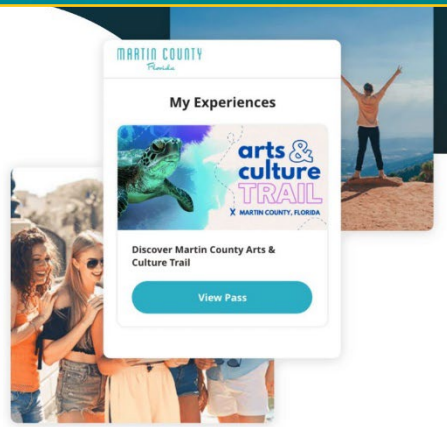 MARTIN COUNTY
Florida
My Experiences
arts &
culture
TRAIL
X MARTIN COUNTY, FLORIDA
Discover Martin County Arts &
Culture Trail
View Pass